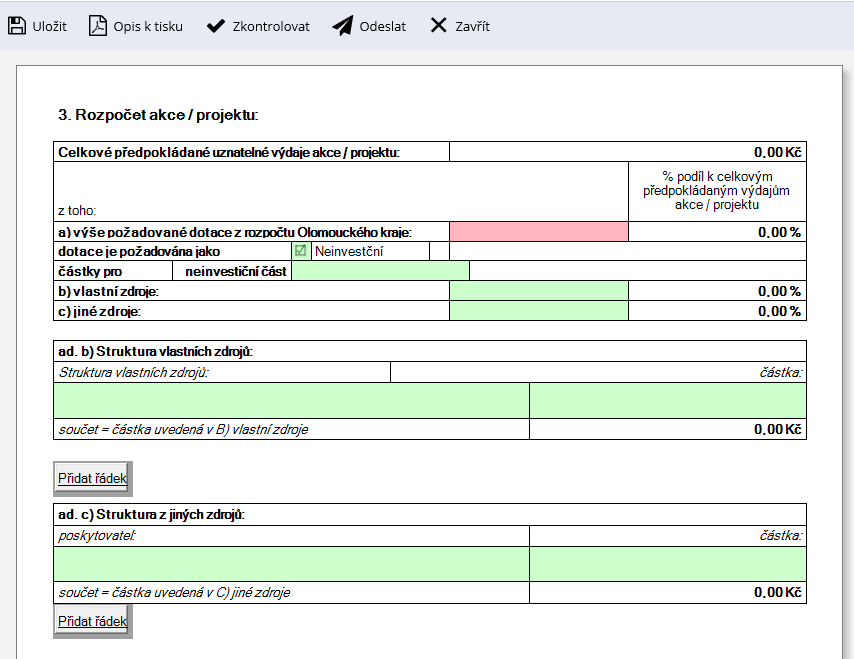 Uložit Opis k tisku Zkontrolovat Odeslat Zavřít
3. Rozpočet akce / projektu:
Celkové předpokládané uznatelné výdaje akce / projektu: 0,00 Kč
z toho:
% podíl k celkovým
předpokládaným výdajům
akce / projektu
a) výše požadované dotace z rozpočtu Olomouckého kraje: 0,00 %
dotace je požadována jako Neinvestční
částky pro neinvestiční část
b) vlastní zdroje: 0,00 %
c) jiné zdroje: 0,00 %
ad. b) Struktura vlastních zdrojů:
Struktura vlastních zdrojů: částka:
součet = částka uvedená v B) vlastní zdroje 0,00 Kč
Přidat řádek
ad. c) Struktura z jiných zdrojů:
poskytovatel: částka:
součet = částka uvedená v C) jiné zdroje 0,00 Kč
Přidat řádek